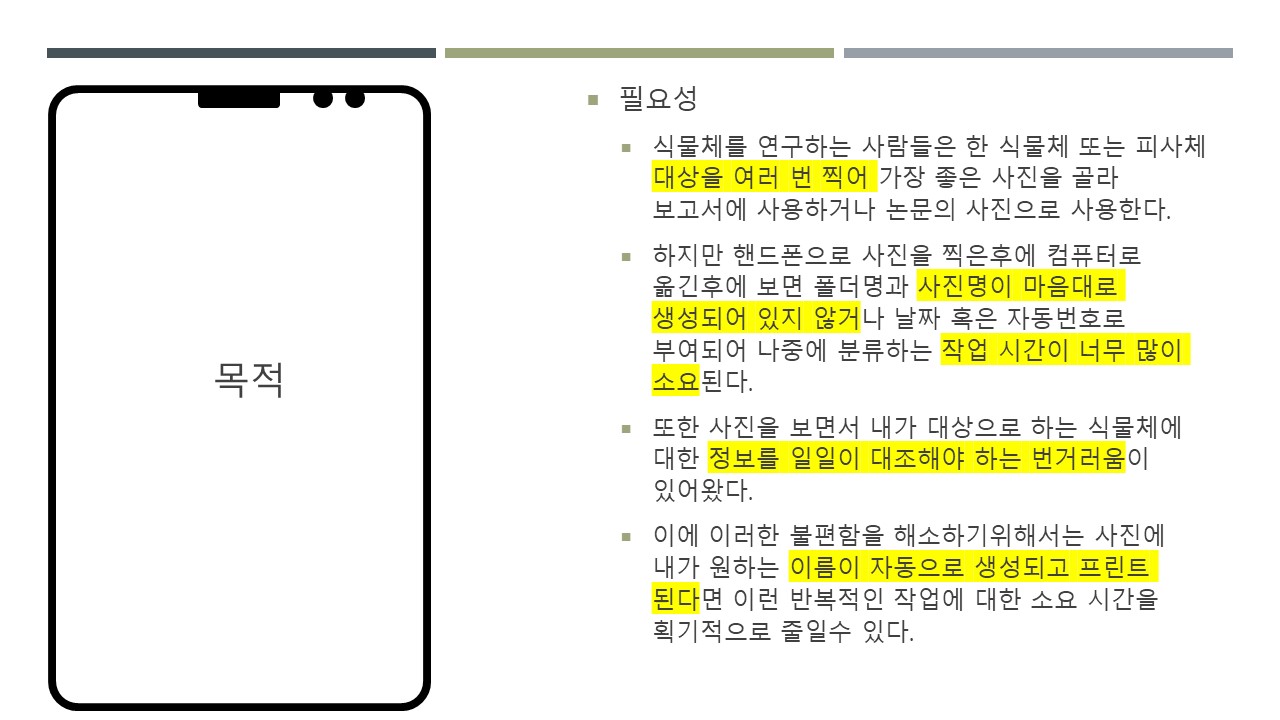 목적
필요성
식물체를 연구하는 사람들은 한 식물체 또는 피사체
대상을 여러 번 찍어 가장 좋은 사진을 골라
보고서에 사용하거나 논문의 사진으로 사용한다.
하지만 핸드폰으로 사진을 찍은후에 컴퓨터로
옮긴후에 보면 폴더명과 사진명이 마음대로
생성되어 있지 않거나 날짜 혹은 자동번호로
부여되어 나중에 분류하는 작업 시간이 너무 많이
소요된다.
또한 사진을 보면서 내가 대상으로 하는 식물체에
대한 정보를 일일이 대조해야 하는 번거러움이
있어왔다.
이에 이러한 불편함을 해소하기위해서는 사진에
내가 원하는 이름이 자동으로 생성되고 프린트
된다면 이런 반복적인 작업에 대한 소요 시간을
획기적으로 줄일수 있다.